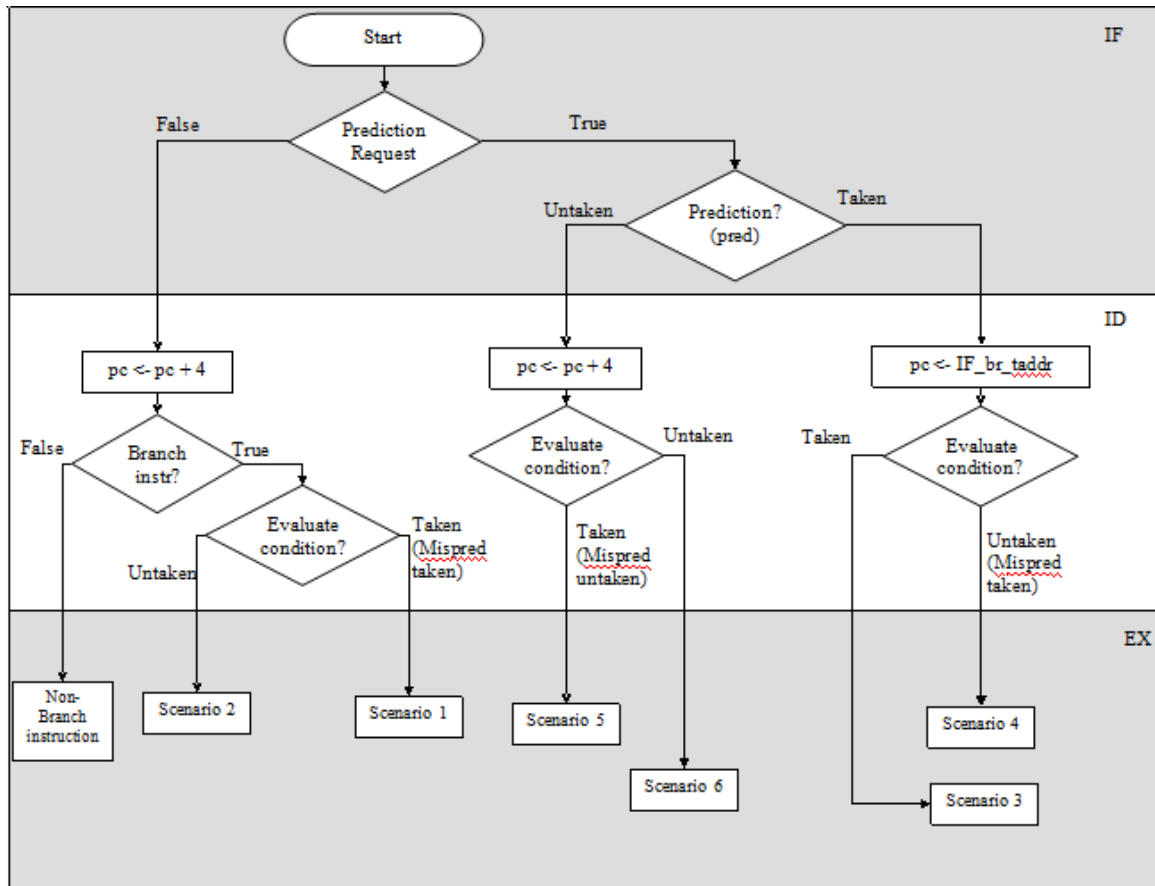 Start
IF
False
True
Prediction
Request
Untaken
Prediction?
(pred)
Taken
ID
pc <- pc + 4
pc <- pc + 4
pc <- IF_br_taddr
False
Branch
instr?
True
Evaluate
condition?
Untaken
Taken
(Mispred
taken)
Evaluate
condition?
Untaken
Taken
(Mispred
untaken)
Taken
Evaluate
condition?
Untaken
(Mispred
taken)
EX
Non-
Branch
instruction
Scenario 2
Scenario 1
Scenario 5
Scenario 6
Scenario 4
Scenario 3